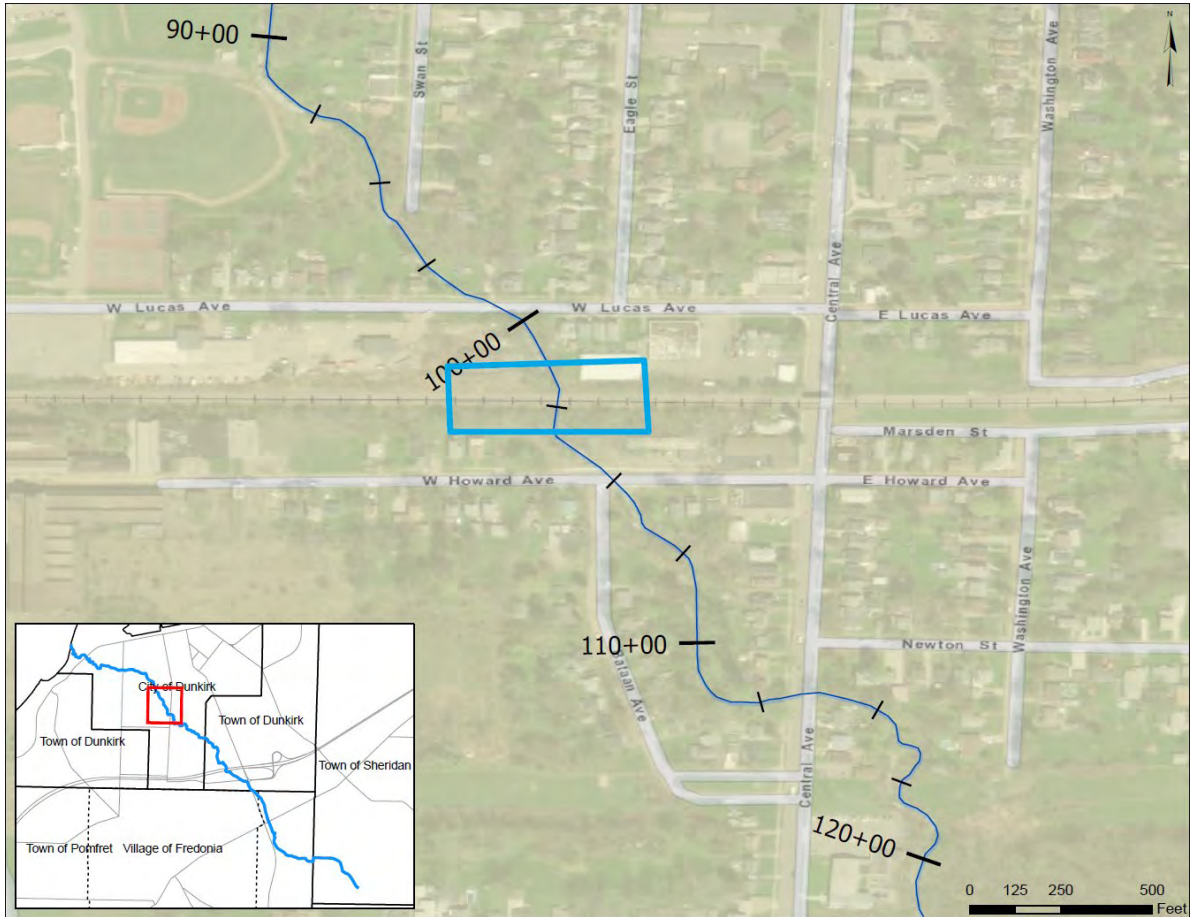 N
90+00
Swan St
Eagle St
Washington Ave
Central Ave
W Lucas Ave
W Lucas Ave
E Lucas Ave
100+00
Marsden St
W Howard Ave
E Howard Ave
110+00
Newton St
Washington Ave
Bataan Ave
Central Ave
120+00
City of Dunkirk
Town of Dunkirk
Town of Dunkirk
Town of Sheridan
Town of Pomfret
Village of Fredonia
0 125 250 500
Feet